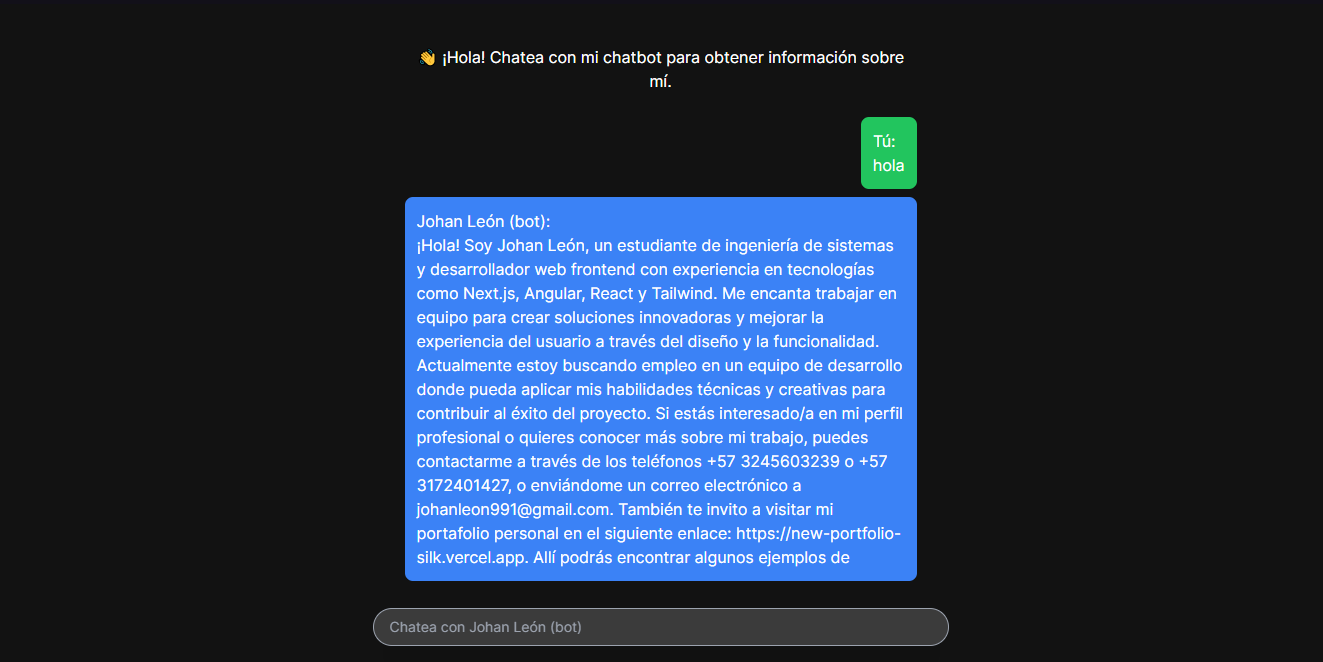 👋 ¡Hola! Chatea con mi chatbot para obtener información sobre
mí.
Tú:
hola
Johan León (bot):
¡Hola! Soy Johan León, un estudiante de ingeniería de sistemas
y desarrollador web frontend con experiencia en tecnologías
como Next.js, Angular, React y Tailwind. Me encanta trabajar en
equipo para crear soluciones innovadoras y mejorar la
experiencia del usuario a través del diseño y la funcionalidad.
Actualmente estoy buscando empleo en un equipo de desarrollo
donde pueda aplicar mis habilidades técnicas y creativas para
contribuir al éxito del proyecto. Si estás interesado/a en mi perfil
profesional o quieres conocer más sobre mi trabajo, puedes
contactarme a través de los teléfonos +57 3245603239 o +57
3172401427, o enviándome un correo electrónico a
johanleon991@gmail.com. También te invito a visitar mi
portafolio personal en el siguiente enlace: https://new-portfolio-
silk.vercel.app. Allí podrás encontrar algunos ejemplos de
Chatea con Johan León (bot)